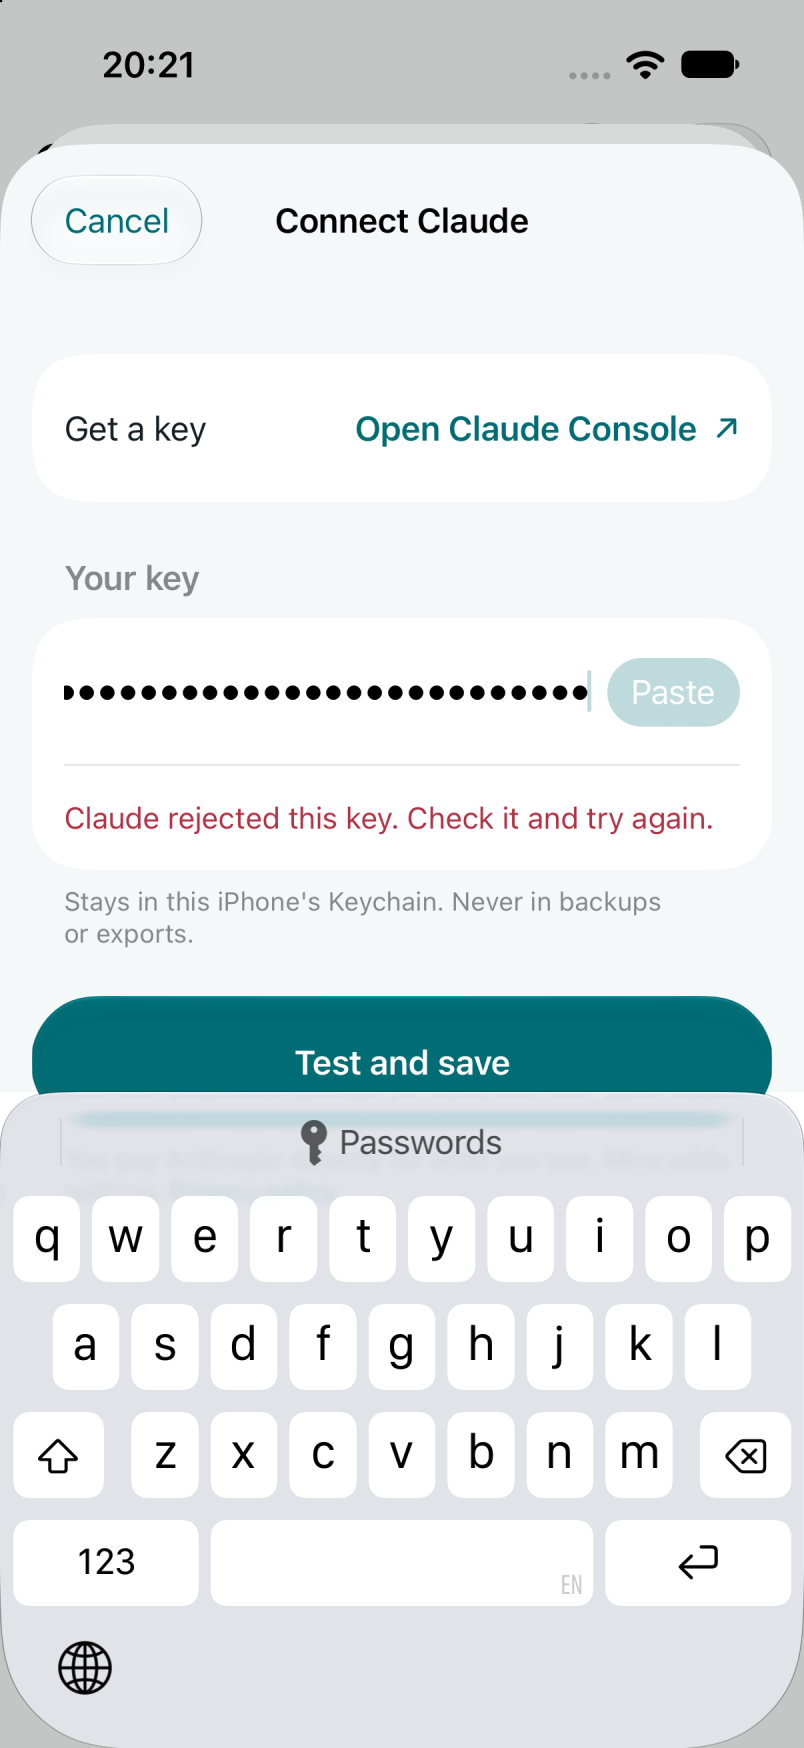 20:21
Cancel
Connect Claude
Get a key
Open Claude Console
Your key
Paste
Claude rejected this key. Check it and try again.
Stays in this iPhone's Keychain. Never in backups
or exports.
Test and save
Passwords
q w e r t y u i o p
a s d f g h j k l
z x c v b n m
123
EN